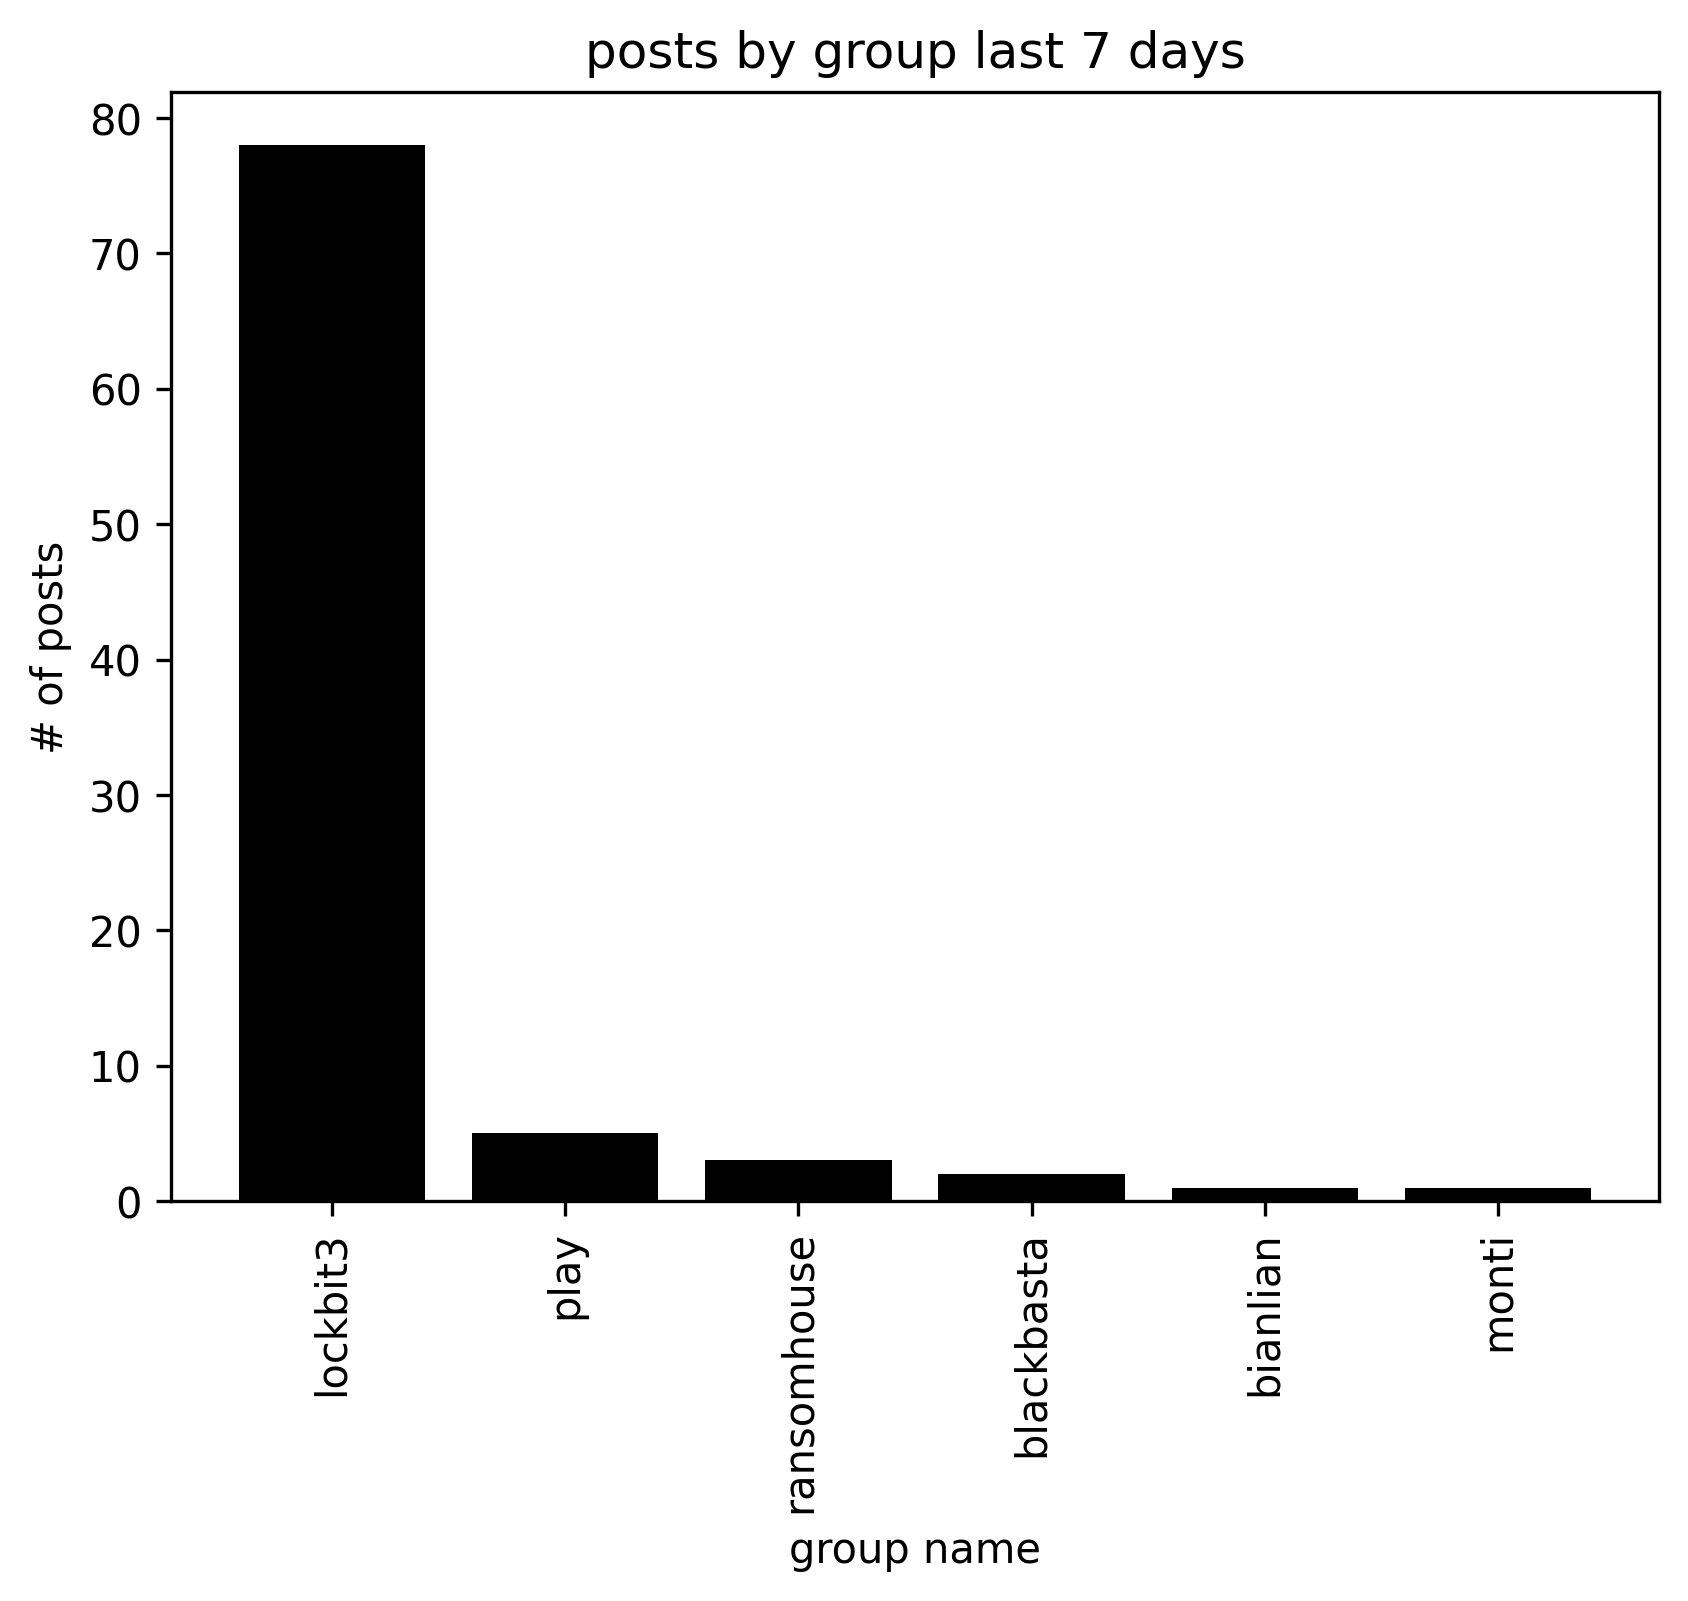 posts by group last 7 days
80
70
60
50
40
30
20
10
0
# of posts
lockbit3
play
ransomhouse
blackbasta
bianlian
monti
group name